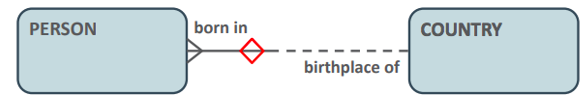 PERSON
born in
birthplace of
COUNTRY